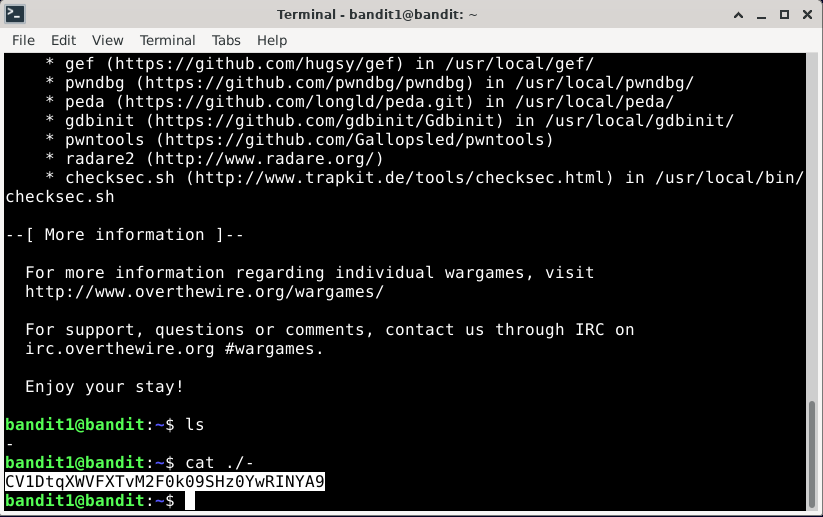 Terminal - bandit1@bandit: ~
File Edit View Terminal Tabs Help
* gef (https://github.com/hugsy/gef) in /usr/local/gef/
* pwndbg (https://github.com/pwndbg/pwndbg) in /usr/local/pwndbg/
* peda (https://github.com/longld/peda.git) in /usr/local/peda/
* gdbinit (https://github.com/gdbinit/Gdbinit) in /usr/local/gdbinit/
* pwntools (https://github.com/Gallopsled/pwntools)
* radare2 (http://www.radare.org/)
* checksec.sh (http://www.trapkit.de/tools/checksec.html) in /usr/local/bin/
checksec.sh
--[ More information ]--
For more information regarding individual wargames, visit
http://www.overthewire.org/wargames/
For support, questions or comments, contact us through IRC on
irc.overthewire.org #wargames.
Enjoy your stay!
bandit1@bandit:~$ ls
-
bandit1@bandit:~$ cat ./-
CV1DtqXWVFXTvM2F0k09SHz0YwRINYA9
bandit1@bandit:~$